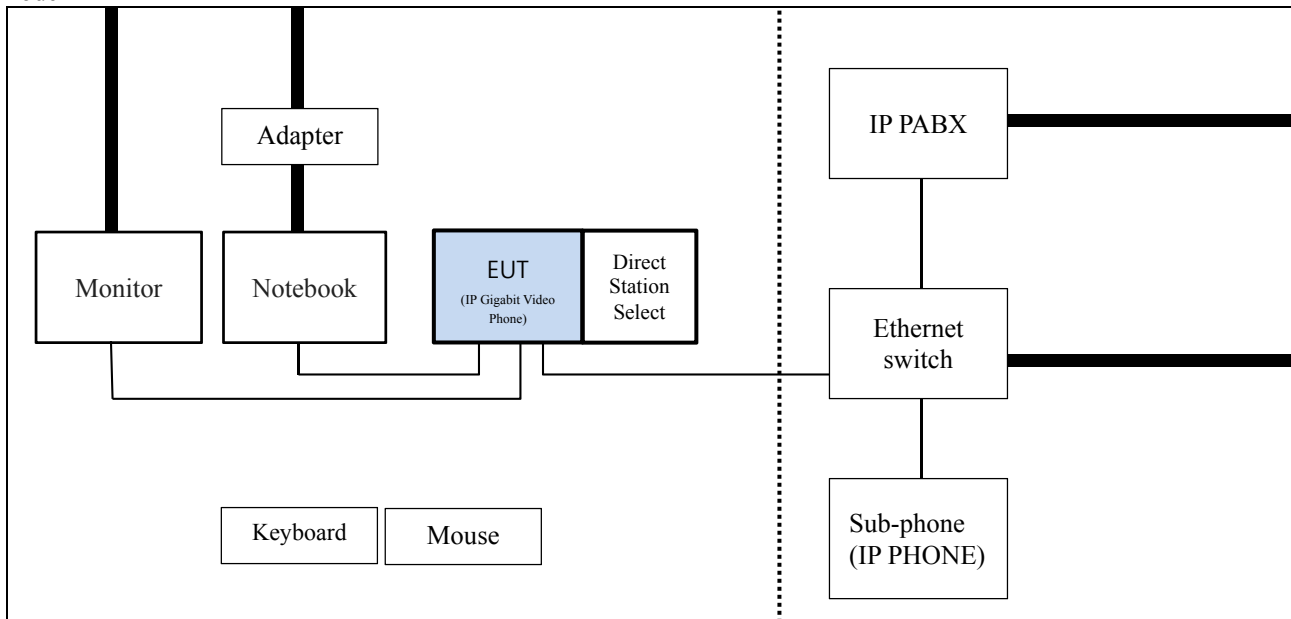 Adapter
IP PABX
Monitor
Notebook
EUT
(IP Gigabit Video
Phone)
Direct
Station
Select
Ethernet
switch
Keyboard
Mouse
Sub-phone
(IP PHONE)